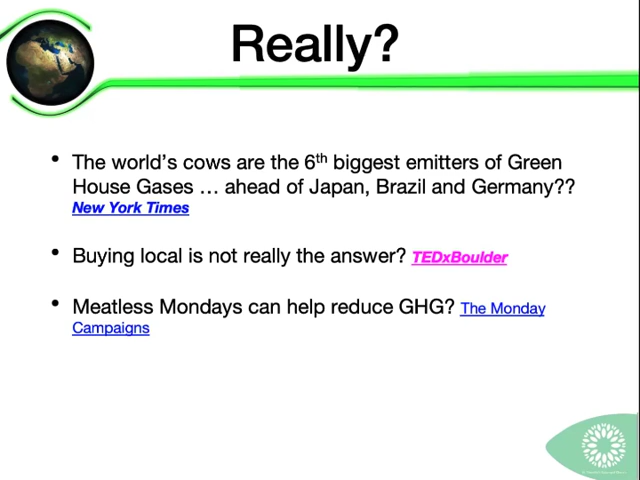 Really?
• The world's cows are the 6th biggest emitters of Green
House Gases … ahead of Japan, Brazil and Germany??
New York Times
• Buying local is not really the answer? TEDxBoulder
• Meatless Mondays can help reduce GHG? The Monday
Campaigns